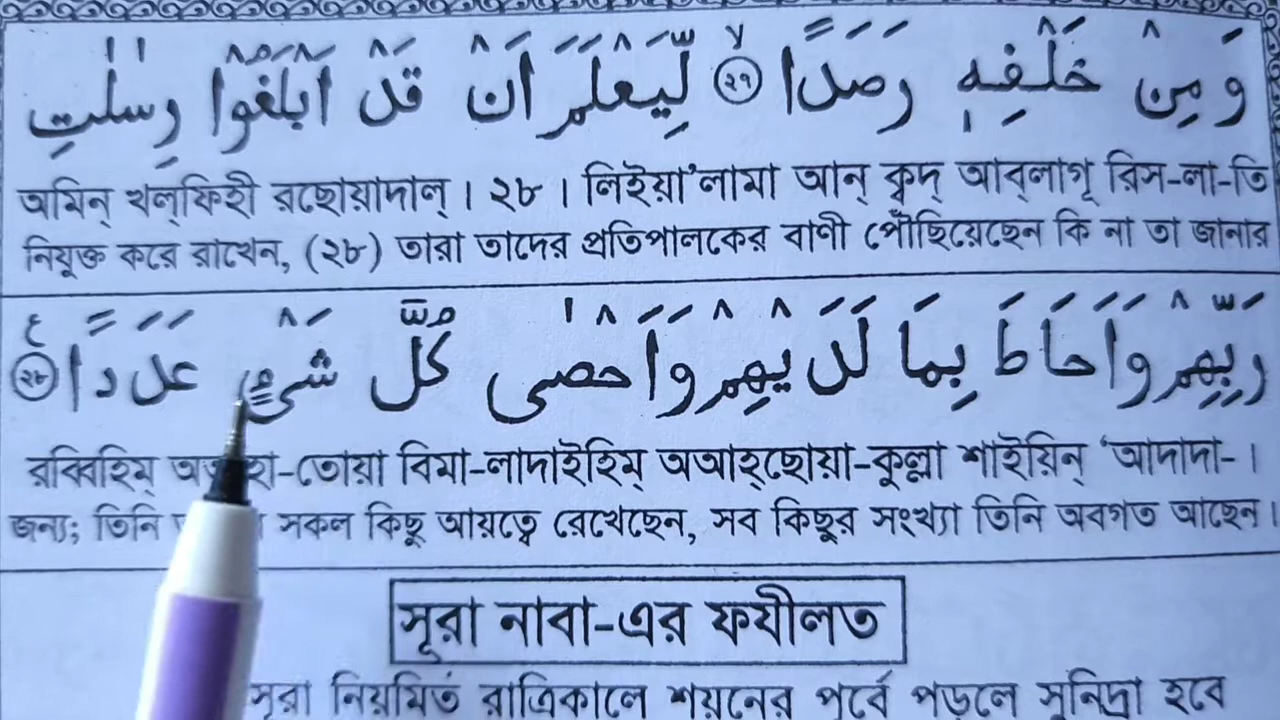 وَمِنْ خَلْفِهٖ رَصَدًا ۙ﴿٢٧﴾ لِّيَعْلَمَ اَنْ قَدْ اَبْلَغُوْا رِسٰلٰتِ
অমিন্ খল্‌ফিহী রছোয়াদাল্ । ২৮ । লিইয়া’লামা আন্ ক্বদ্ আব্‌লাগূ রিস-লা-তি
নিযুক্ত করে রাখেন, (২৮) তারা তাদের প্রতিপালকের বাণী পৌঁছিয়েছেন কি না তা জানার
رَبِّهِمْ وَاَحَاطَ بِمَا لَدَيْهِمْ وَاَحْصٰى كُلَّ شَيْءٍ عَدَدًا ﴿٢٨﴾ ع
রব্বিহিম্ হা-ত্বোয়া বিমা-লাদাইহিম্ অআহ্‌ছোয়া-কুল্লা শাইয়িন্ ‘আদাদা- ।
জন্য; তিনি সকল কিছু আয়ত্বে রেখেছেন, সব কিছুর সংখ্যা তিনি অবগত আছেন ।
সূরা নাবা-এর ফযীলত
সূরা নিয়মিত রাত্রিকালে শয়নের পূর্বে পড়লে সুনিদ্রা হবে